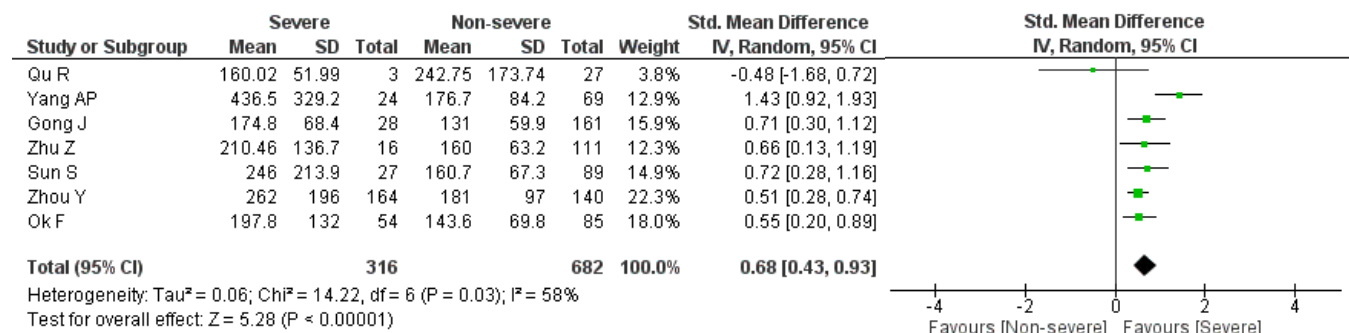 Severe Non-severe Std. Mean Difference Std. Mean Difference
Study or Subgroup Mean SD Total Mean SD Total Weight IV, Random, 95% CI IV, Random, 95% CI
Qu R 160.02 51.99 3 242.75 173.74 27 3.8% -0.48 [-1.68, 0.72]
Yang AP 436.5 329.2 24 176.7 84.2 69 12.9% 1.43 [0.92, 1.93]
Gong J 174.8 68.4 28 131 59.9 161 15.9% 0.71 [0.30, 1.12]
Zhu Z 210.46 136.7 16 160 63.2 111 12.3% 0.66 [0.13, 1.19]
Sun S 246 213.9 27 160.7 67.3 89 14.9% 0.72 [0.28, 1.16]
Zhou Y 262 196 164 181 97 140 22.3% 0.51 [0.28, 0.74]
Ok F 197.8 132 54 143.6 69.8 85 18.0% 0.55 [0.20, 0.89]
Total (95% CI) 316 682 100.0% 0.68 [0.43, 0.93]
Heterogeneity: Tau² = 0.06; Chi² = 14.22, df = 6 (P = 0.03); I² = 58%
Test for overall effect: Z = 5.28 (P < 0.00001)
-4 -2 0 2 4
Favours [Non-severe] Favours [Severe]